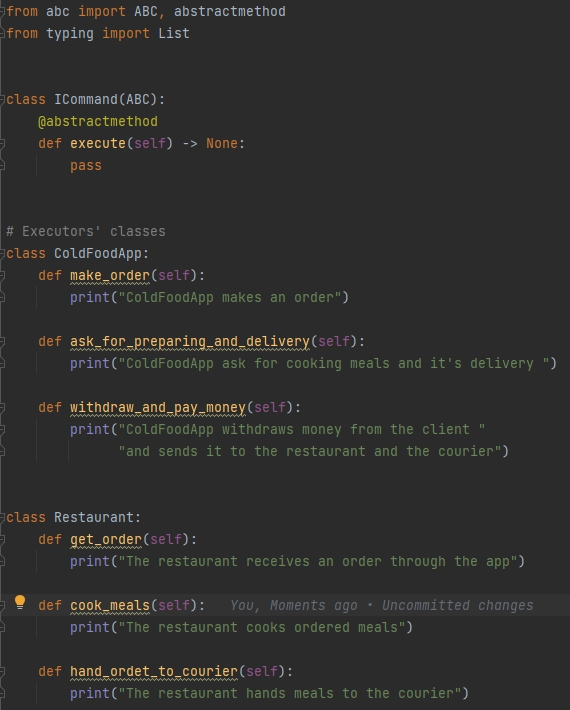 from abc import ABC, abstractmethod
from typing import List
class ICommand(ABC):
@abstractmethod
def execute(self) -> None:
pass
# Executors' classes
class ColdFoodApp:
def make_order(self):
print("ColdFoodApp makes an order")
def ask_for_preparing_and_delivery(self):
print("ColdFoodApp ask for cooking meals and it's delivery ")
def withdraw_and_pay_money(self):
print("ColdFoodApp withdraws money from the client "
"and sends it to the restaurant and the courier")
class Restaurant:
def get_order(self):
print("The restaurant receives an order through the app")
def cook_meals(self): You, Moments ago • Uncommitted changes
print("The restaurant cooks ordered meals")
def hand_ordet_to_courier(self):
print("The restaurant hands meals to the courier")